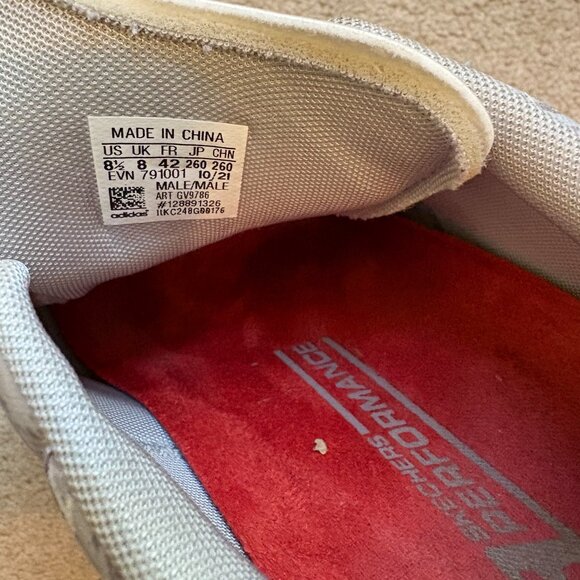 MADE IN CHINA
US UK FR JP CHN
8½ 8 42 260 260
EVN 791001 10/21
MALE/MALE
ART GV9786
#128891326
adidas
SKECHERS
PERFORMANCE